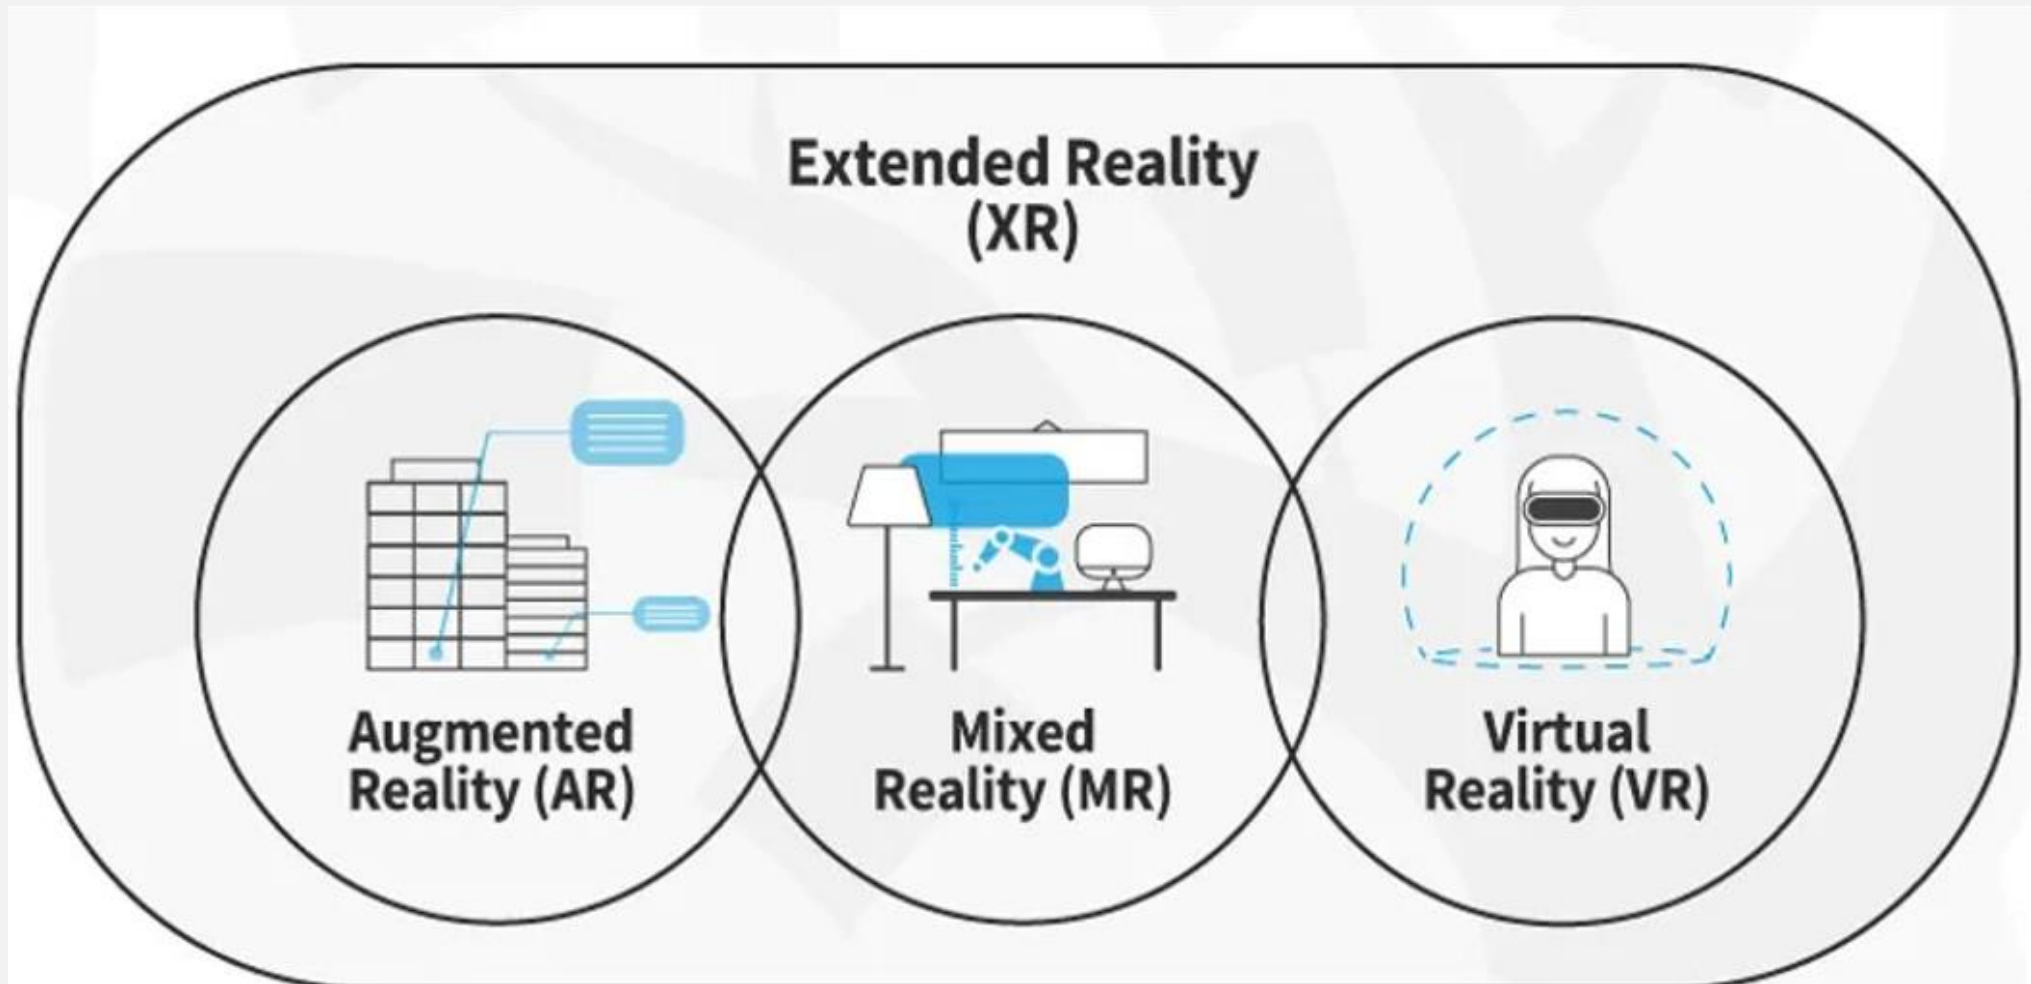 Extended Reality
(XR)
Augmented
Reality (AR)
Mixed
Reality (MR)
Virtual
Reality (VR)